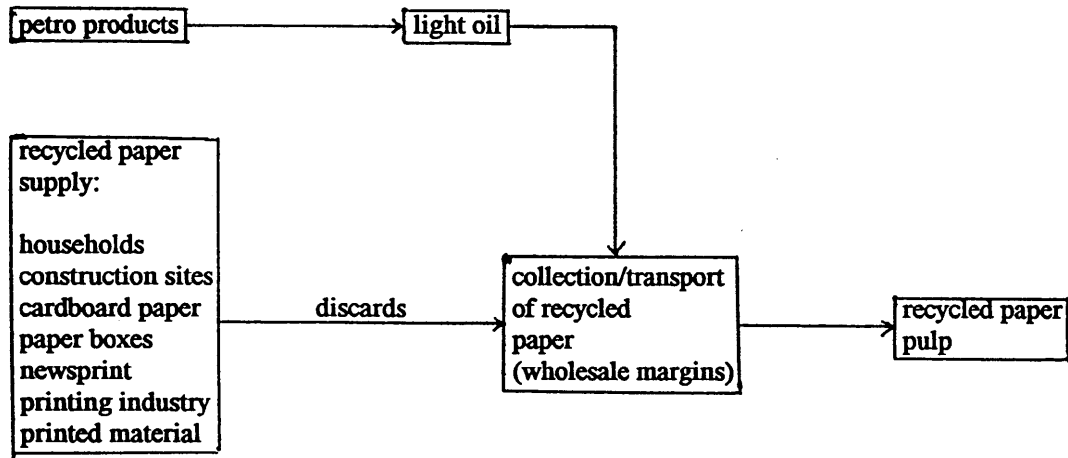 petro products
light oil
recycled paper
supply:
households
construction sites
cardboard paper
paper boxes
newsprint
printing industry
printed material
discards
collection/transport
of recycled
paper
(wholesale margins)
recycled paper
pulp